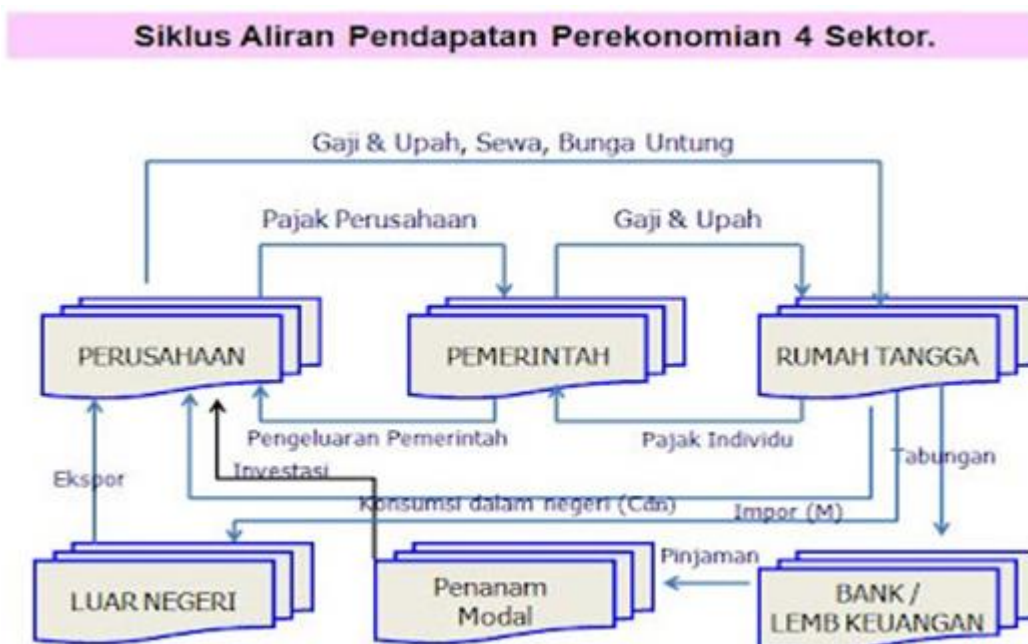 Siklus Aliran Pendapatan Perekonomian 4 Sektor.
Gaji & Upah, Sewa, Bunga Untung
Pajak Perusahaan
Gaji & Upah
PERUSAHAAN
PEMERINTAH
RUMAH TANGGA
Pengeluaran Pemerintah
Pajak Individu
Tabungan
Ekspor
Investasi
Konsumsi dalam negeri (Cdn)
Impor (M)
Pinjaman
LUAR NEGERI
Penanam
Modal
BANK /
LEMB KEUANGAN